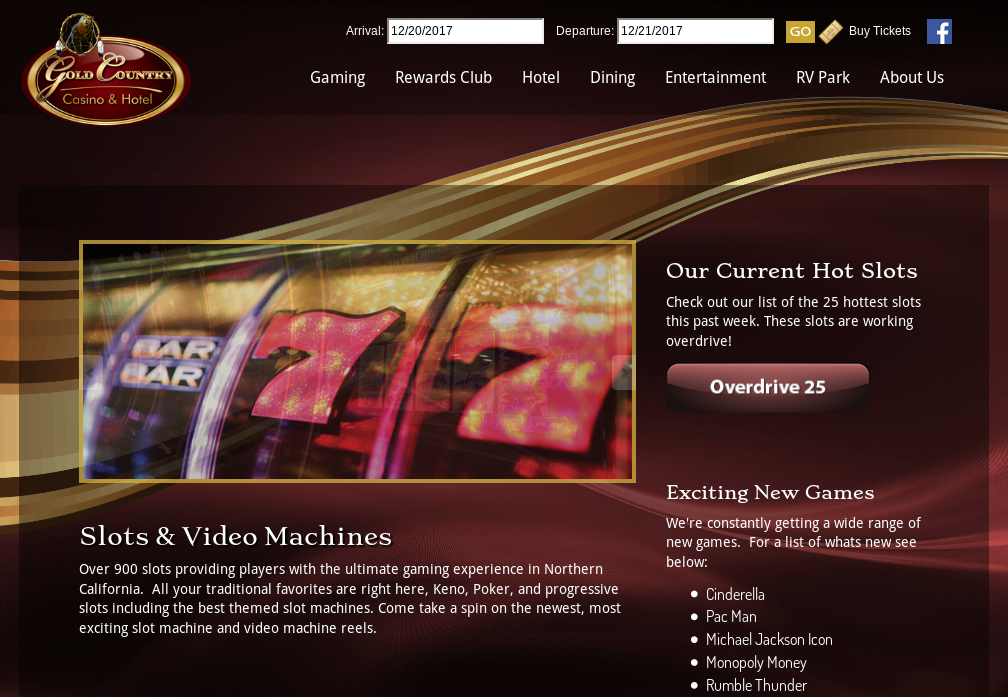 Arrival: 12/20/2017 Departure: 12/21/2017 GO Buy Tickets f
Gold Country
Casino & Hotel
Gaming Rewards Club Hotel Dining Entertainment RV Park About Us
BAR
BAR
7 7
Our Current Hot Slots
Check out our list of the 25 hottest slots
this past week. These slots are working
overdrive!
Overdrive 25
Slots & Video Machines
Over 900 slots providing players with the ultimate gaming experience in Northern
California. All your traditional favorites are right here, Keno, Poker, and progressive
slots including the best themed slot machines. Come take a spin on the newest, most
exciting slot machine and video machine reels.
Exciting New Games
We're constantly getting a wide range of
new games. For a list of whats new see
below:
Cinderella
Pac Man
Michael Jackson Icon
Monopoly Money
Rumble Thunder